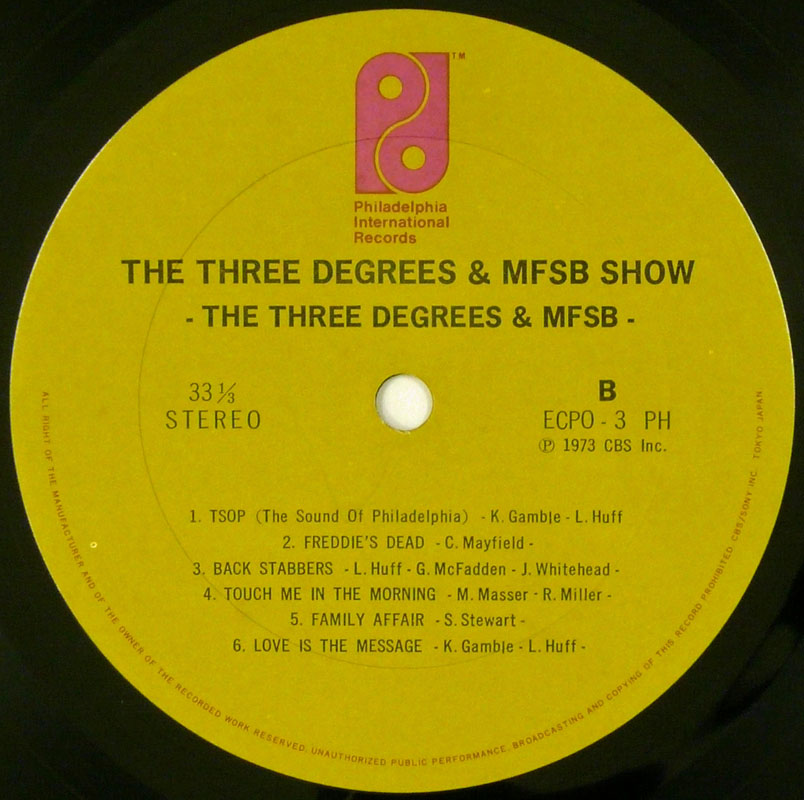 TM
Philadelphia
International
Records
THE THREE DEGREES & MFSB SHOW
- THE THREE DEGREES & MFSB -
33 1/3
STEREO
B
ECPO - 3 PH
Ⓟ 1973 CBS Inc.
1. TSOP (The Sound Of Philadelphia) - K. Gamble - L. Huff
2. FREDDIE'S DEAD - C. Mayfield -
3. BACK STABBERS - L. Huff - G. McFadden - J. Whitehead -
4. TOUCH ME IN THE MORNING - M. Masser - R. Miller -
5. FAMILY AFFAIR - S. Stewart -
6. LOVE IS THE MESSAGE - K. Gamble - L. Huff -
ALL RIGHT OF THE MANUFACTURER AND OF THE OWNER OF THE RECORDED WORK RESERVED. UNAUTHORIZED PUBLIC PERFORMANCE. BROADCASTING AND COPYING OF THIS RECORD PROHIBITED. CBS/SONY INC. TOKYO JAPAN